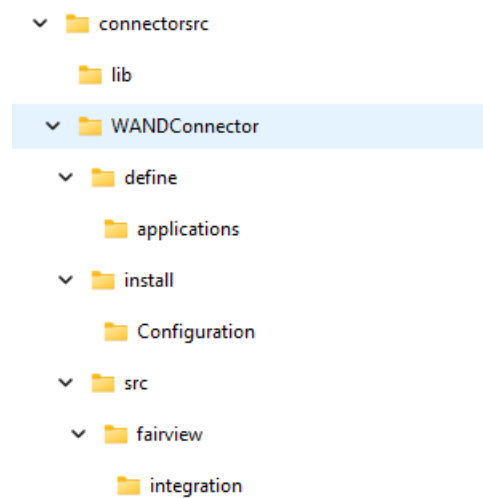 connectorsrc
lib
WANDConnector
define
applications
install
Configuration
src
fairview
integration